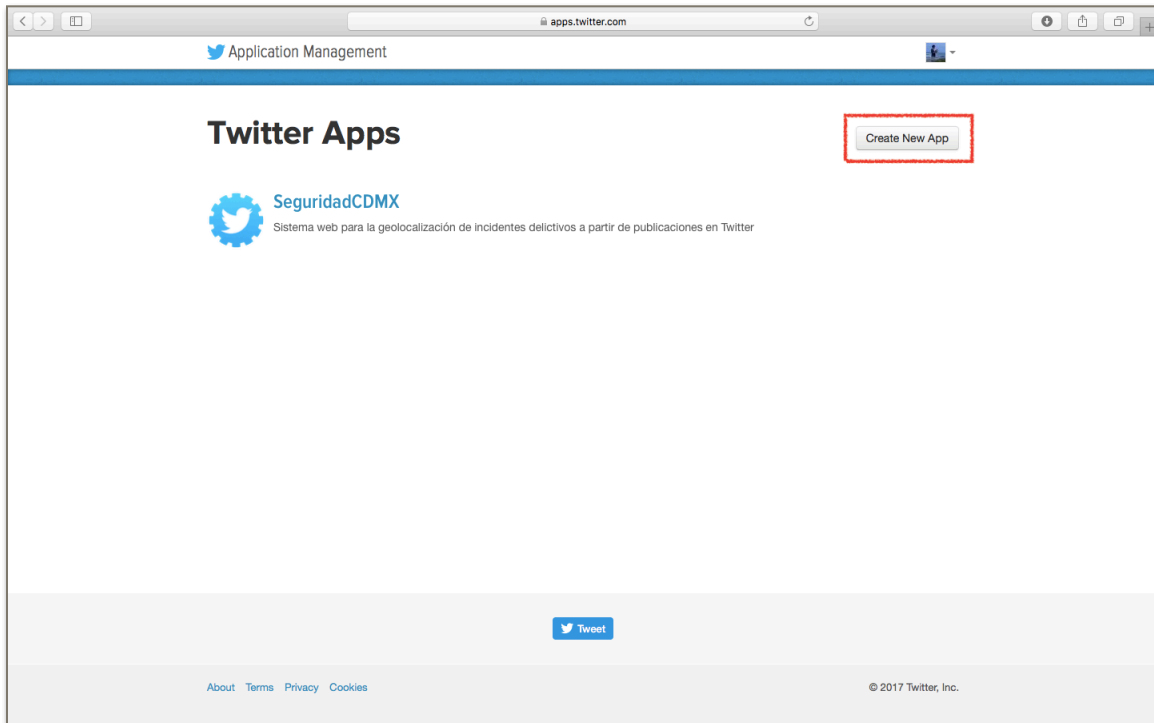 apps.twitter.com
Application Management
Twitter Apps
Create New App
SeguridadCDMX
Sistema web para la geolocalización de incidentes delictivos a partir de publicaciones en Twitter
Tweet
About Terms Privacy Cookies
© 2017 Twitter, Inc.